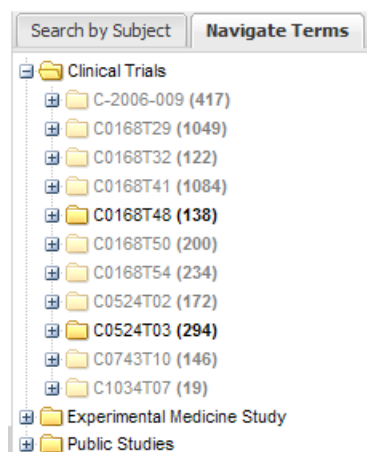 Search by Subject Navigate Terms
Clinical Trials
C-2006-009 (417)
C0168T29 (1049)
C0168T32 (122)
C0168T41 (1084)
C0168T48 (138)
C0168T50 (200)
C0168T54 (234)
C0524T02 (172)
C0524T03 (294)
C0743T10 (146)
C1034T07 (19)
Experimental Medicine Study
Public Studies